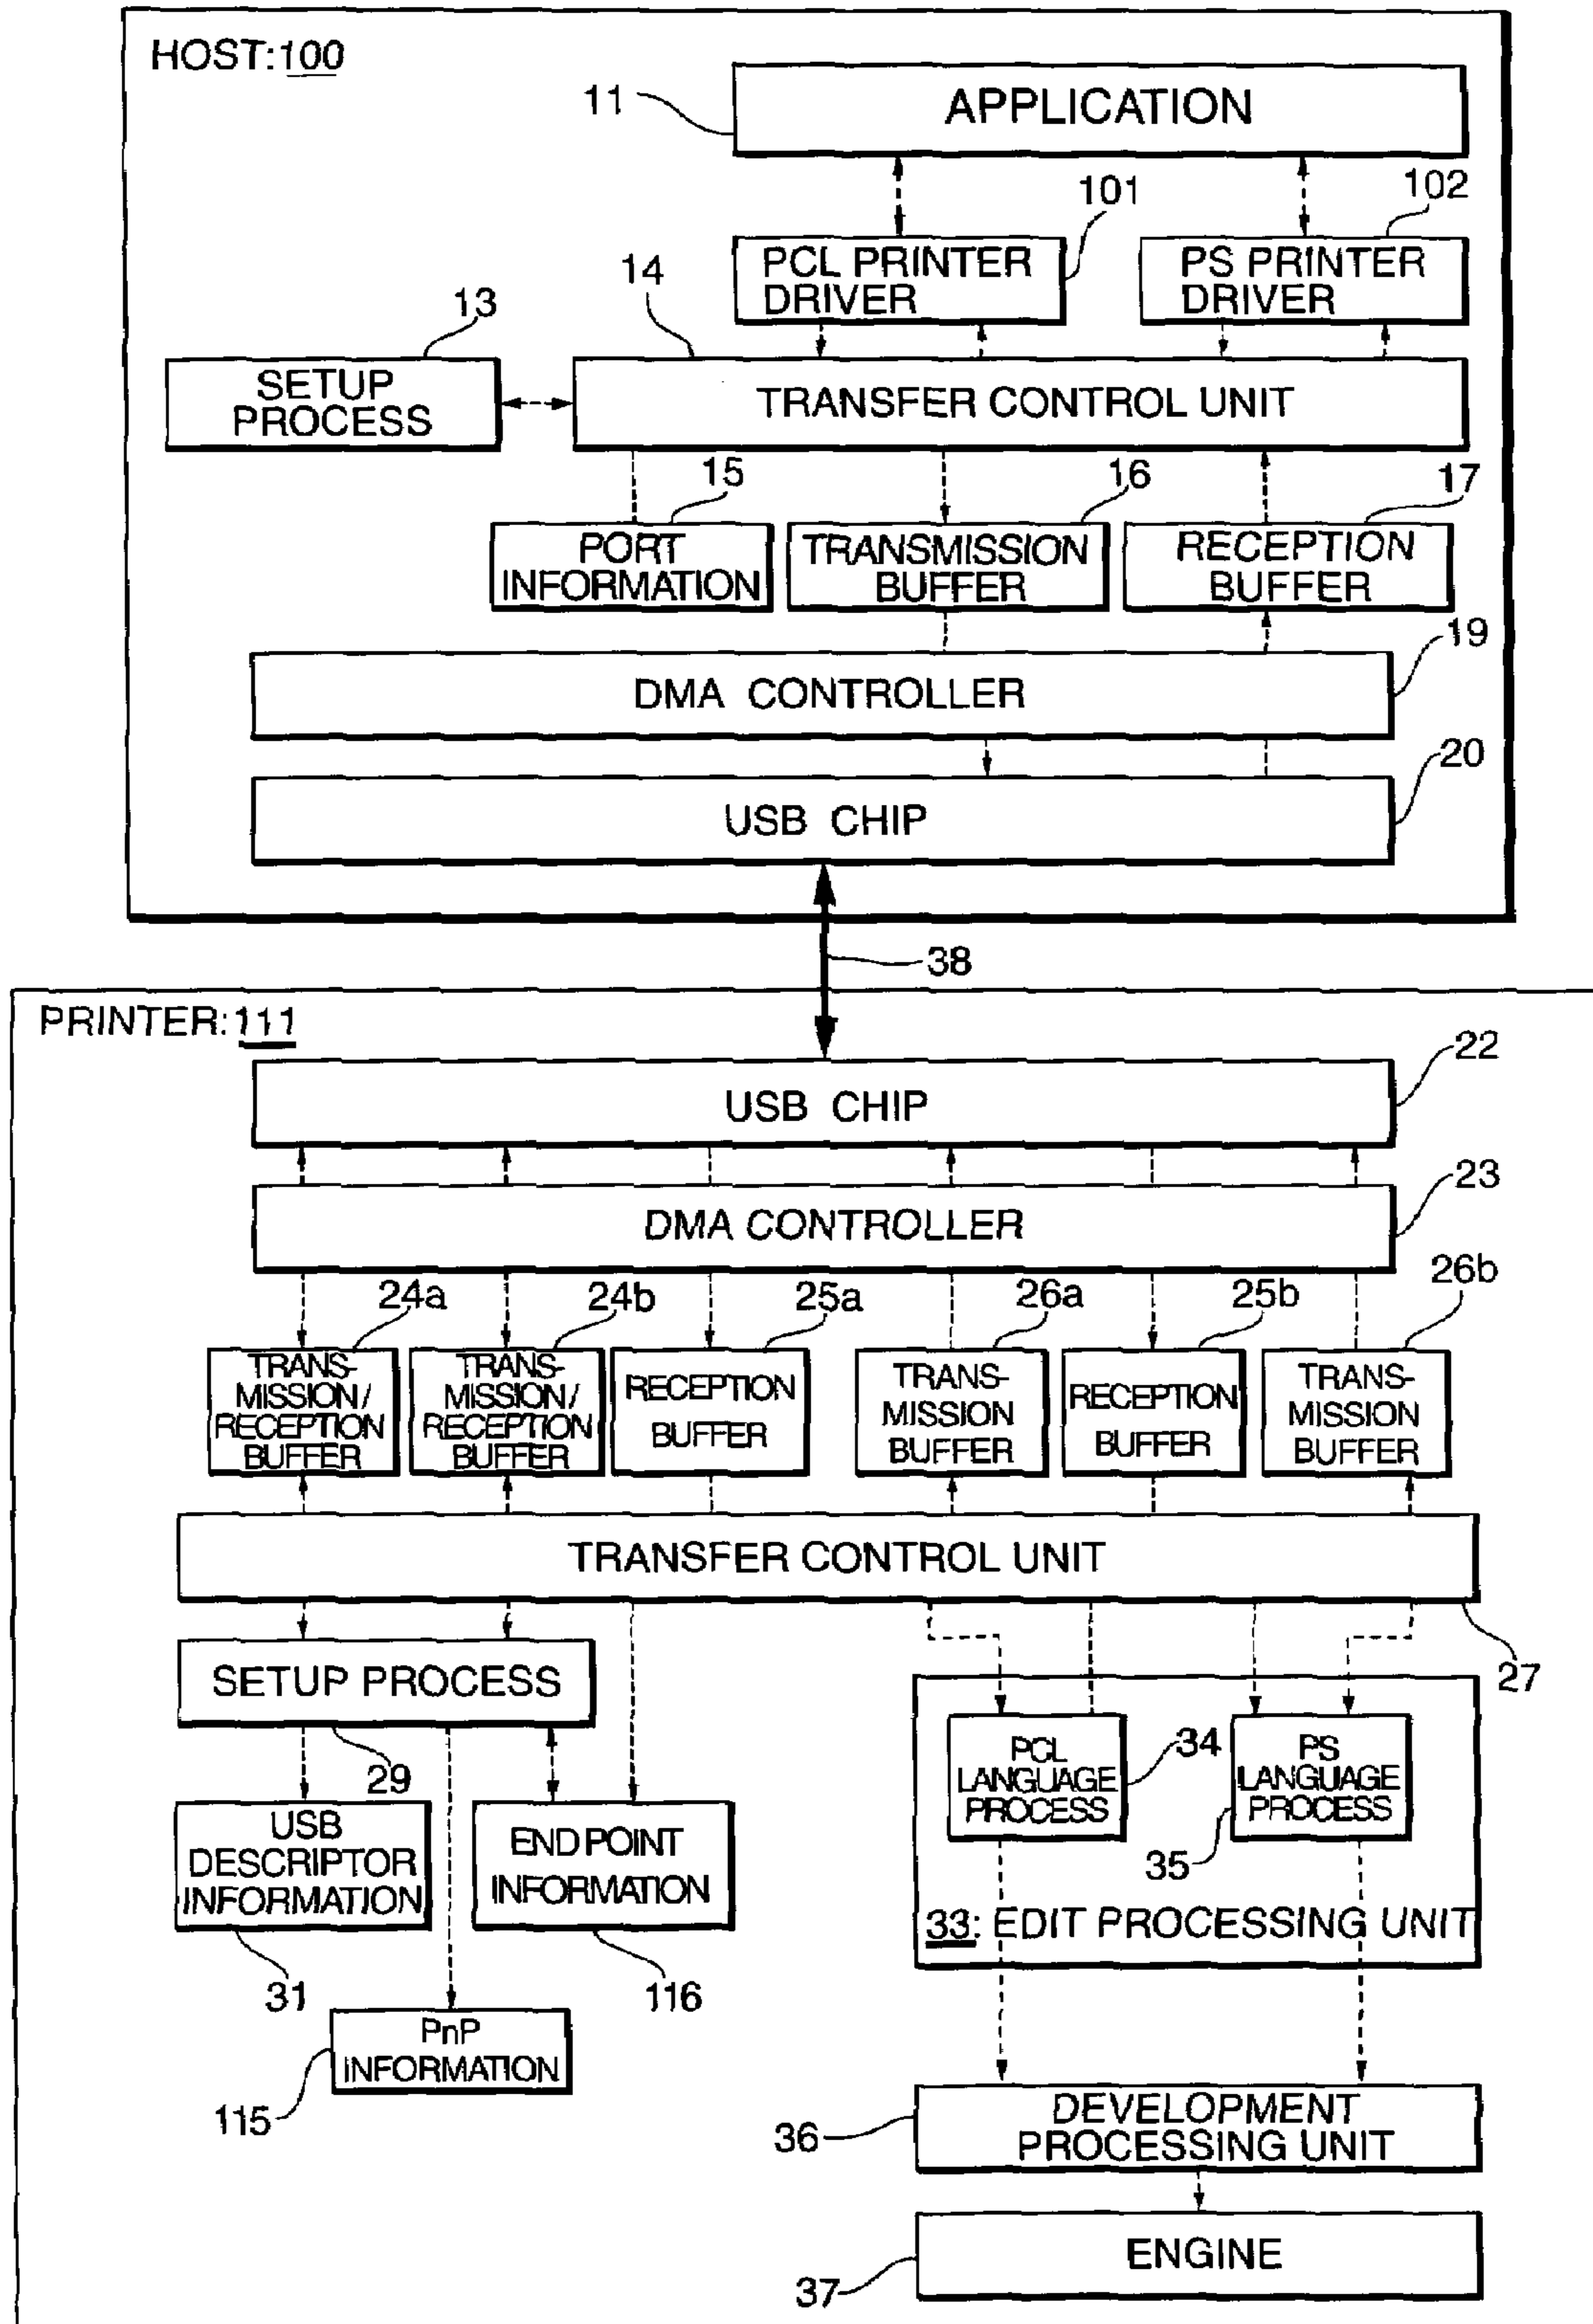 HOST:100
APPLICATION
11
101
102
PCL PRINTER
DRIVER
PS PRINTER
DRIVER
14
13
SETUP
PROCESS
TRANSFER CONTROL UNIT
15
16
17
PORT
INFORMATION
TRANSMISSION
BUFFER
RECEPTION
BUFFER
19
DMA CONTROLLER
20
USB CHIP
38
PRINTER:111
22
USB CHIP
23
DMA CONTROLLER
24a
24b
25a
26a
25b
26b
TRANS-
MISSION/
RECEPTION
BUFFER
TRANS-
MISSION/
RECEPTION
BUFFER
RECEPTION
BUFFER
TRANS-
MISSION
BUFFER
RECEPTION
BUFFER
TRANS-
MISSION
BUFFER
TRANSFER CONTROL UNIT
27
SETUP PROCESS
29
PCL
LANGUAGE
PROCESS
34
PS
LANGUAGE
PROCESS
35
USB
DESCRIPTOR
INFORMATION
31
END POINT
INFORMATION
116
33: EDIT PROCESSING UNIT
PnP
INFORMATION
115
DEVELOPMENT
PROCESSING UNIT
36
ENGINE
37